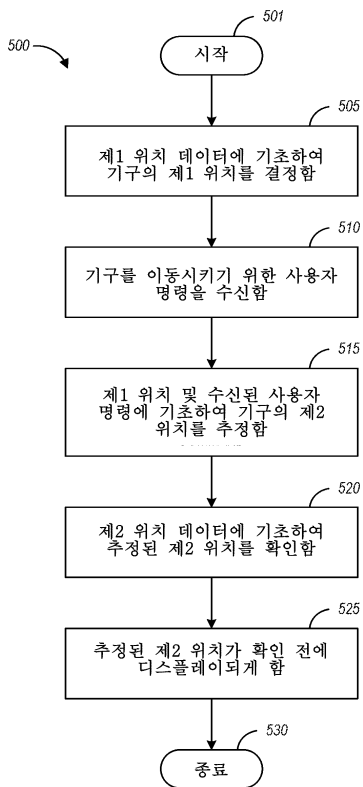 500
501
시작
505
제1 위치 데이터에 기초하여
기구의 제1 위치를 결정함
510
기구를 이동시키기 위한 사용자
명령을 수신함
515
제1 위치 및 수신된 사용자
명령에 기초하여 기구의 제2
위치를 추정함
520
제2 위치 데이터에 기초하여
추정된 제2 위치를 확인함
525
추정된 제2 위치가 확인 전에
디스플레이되게 함
530
종료